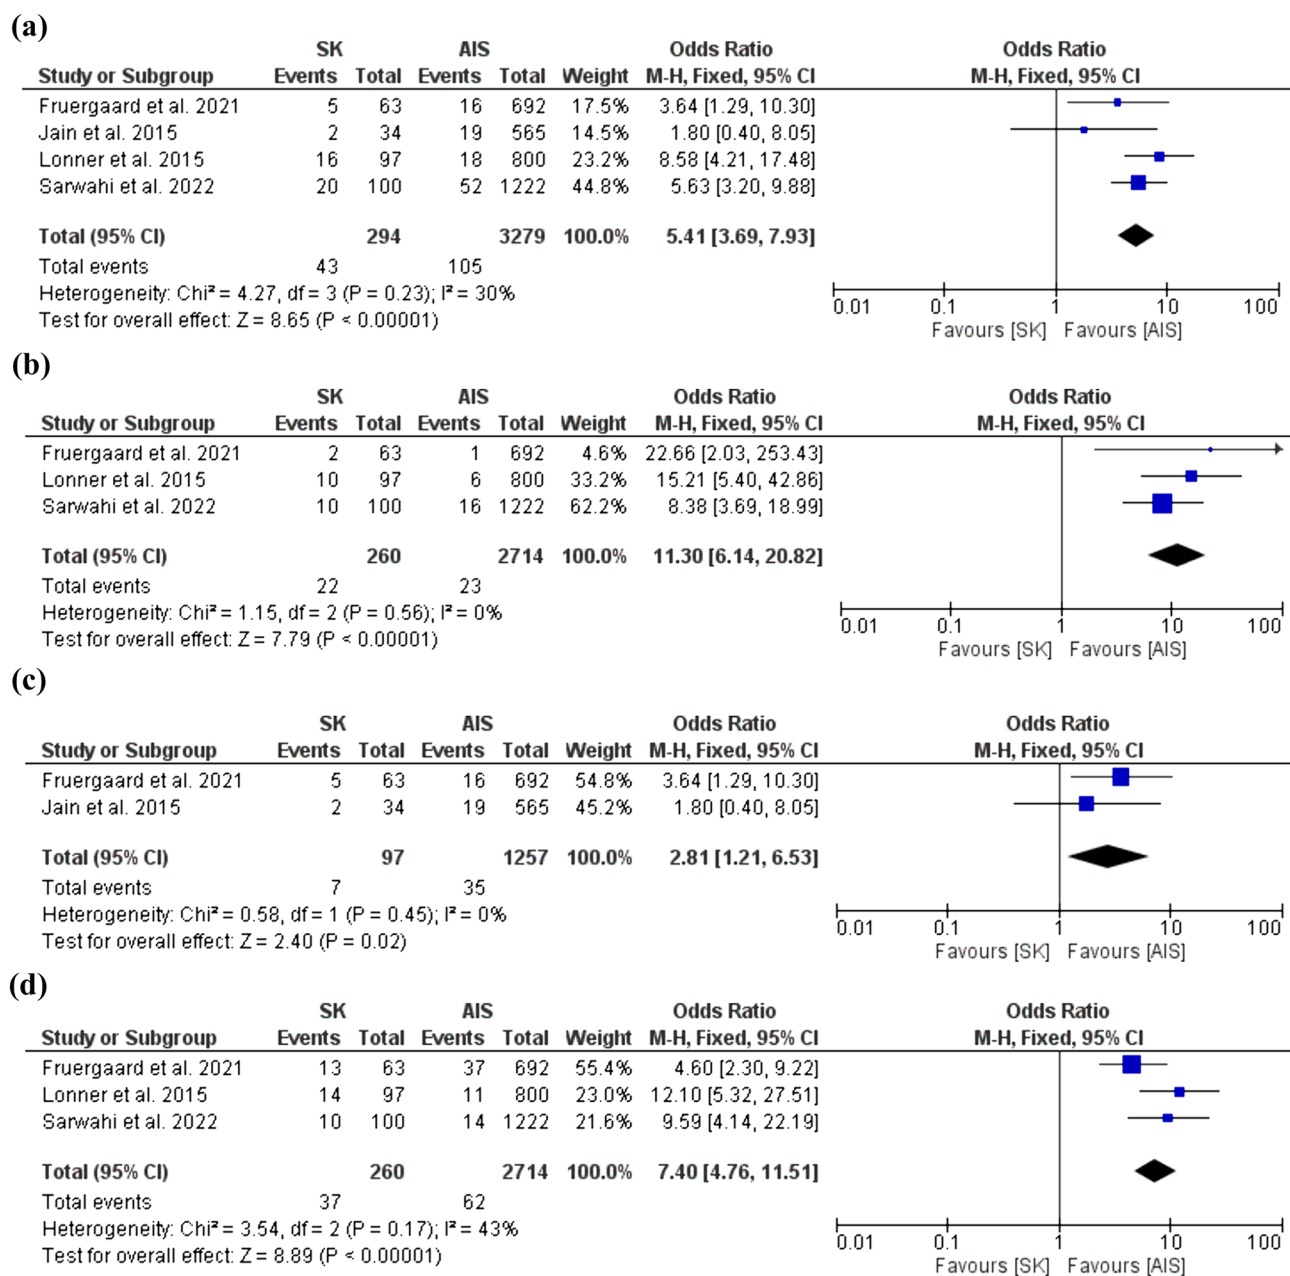 (a)
SK AIS Odds Ratio Odds Ratio
Study or Subgroup Events Total Events Total Weight M-H, Fixed, 95% CI M-H, Fixed, 95% CI
Fruergaard et al. 2021 5 63 16 692 17.5% 3.64 [1.29, 10.30]
Jain et al. 2015 2 34 19 565 14.5% 1.80 [0.40, 8.05]
Lonner et al. 2015 16 97 18 800 23.2% 8.58 [4.21, 17.48]
Sarwahi et al. 2022 20 100 52 1222 44.8% 5.63 [3.20, 9.88]
Total (95% CI) 294 3279 100.0% 5.41 [3.69, 7.93]
Total events 43 105
Heterogeneity: Chi² = 4.27, df = 3 (P = 0.23); I² = 30%
Test for overall effect: Z = 8.65 (P < 0.00001)
0.01 0.1 1 10 100
Favours [SK] Favours [AIS]
(b)
SK AIS Odds Ratio Odds Ratio
Study or Subgroup Events Total Events Total Weight M-H, Fixed, 95% CI M-H, Fixed, 95% CI
Fruergaard et al. 2021 2 63 1 692 4.6% 22.66 [2.03, 253.43]
Lonner et al. 2015 10 97 6 800 33.2% 15.21 [5.40, 42.86]
Sarwahi et al. 2022 10 100 16 1222 62.2% 8.38 [3.69, 18.99]
Total (95% CI) 260 2714 100.0% 11.30 [6.14, 20.82]
Total events 22 23
Heterogeneity: Chi² = 1.15, df = 2 (P = 0.56); I² = 0%
Test for overall effect: Z = 7.79 (P < 0.00001)
0.01 0.1 1 10 100
Favours [SK] Favours [AIS]
(c)
SK AIS Odds Ratio Odds Ratio
Study or Subgroup Events Total Events Total Weight M-H, Fixed, 95% CI M-H, Fixed, 95% CI
Fruergaard et al. 2021 5 63 16 692 54.8% 3.64 [1.29, 10.30]
Jain et al. 2015 2 34 19 565 45.2% 1.80 [0.40, 8.05]
Total (95% CI) 97 1257 100.0% 2.81 [1.21, 6.53]
Total events 7 35
Heterogeneity: Chi² = 0.58, df = 1 (P = 0.45); I² = 0%
Test for overall effect: Z = 2.40 (P = 0.02)
0.01 0.1 1 10 100
Favours [SK] Favours [AIS]
(d)
SK AIS Odds Ratio Odds Ratio
Study or Subgroup Events Total Events Total Weight M-H, Fixed, 95% CI M-H, Fixed, 95% CI
Fruergaard et al. 2021 13 63 37 692 55.4% 4.60 [2.30, 9.22]
Lonner et al. 2015 14 97 11 800 23.0% 12.10 [5.32, 27.51]
Sarwahi et al. 2022 10 100 14 1222 21.6% 9.59 [4.14, 22.19]
Total (95% CI) 260 2714 100.0% 7.40 [4.76, 11.51]
Total events 37 62
Heterogeneity: Chi² = 3.54, df = 2 (P = 0.17); I² = 43%
Test for overall effect: Z = 8.89 (P < 0.00001)
0.01 0.1 1 10 100
Favours [SK] Favours [AIS]